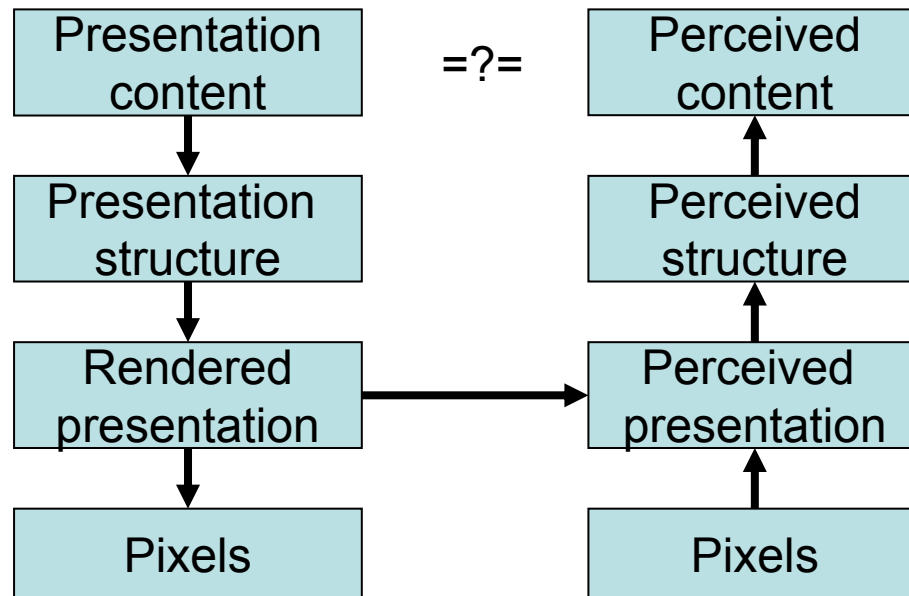 Presentation
content
=?=
Perceived
content
Presentation
structure
Perceived
structure
Rendered
presentation
Perceived
presentation
Pixels
Pixels